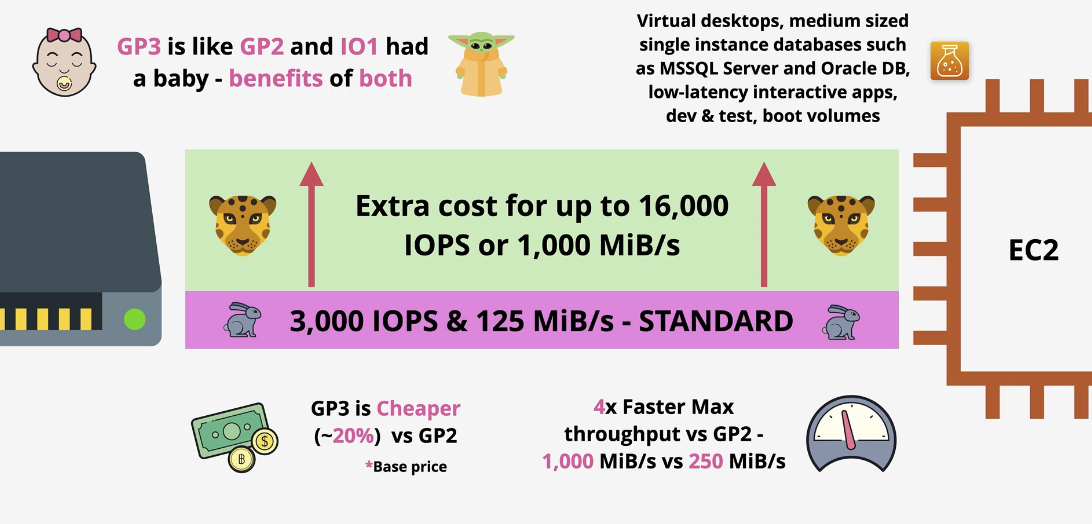 GP3 is like GP2 and IO1 had
a baby - benefits of both
Virtual desktops, medium sized
single instance databases such
as MSSQL Server and Oracle DB,
low-latency interactive apps,
dev & test, boot volumes
Extra cost for up to 16,000
IOPS or 1,000 MiB/s
EC2
3,000 IOPS & 125 MiB/s - STANDARD
GP3 is Cheaper
(~20%) vs GP2
*Base price
4x Faster Max
throughput vs GP2 -
1,000 MiB/s vs 250 MiB/s